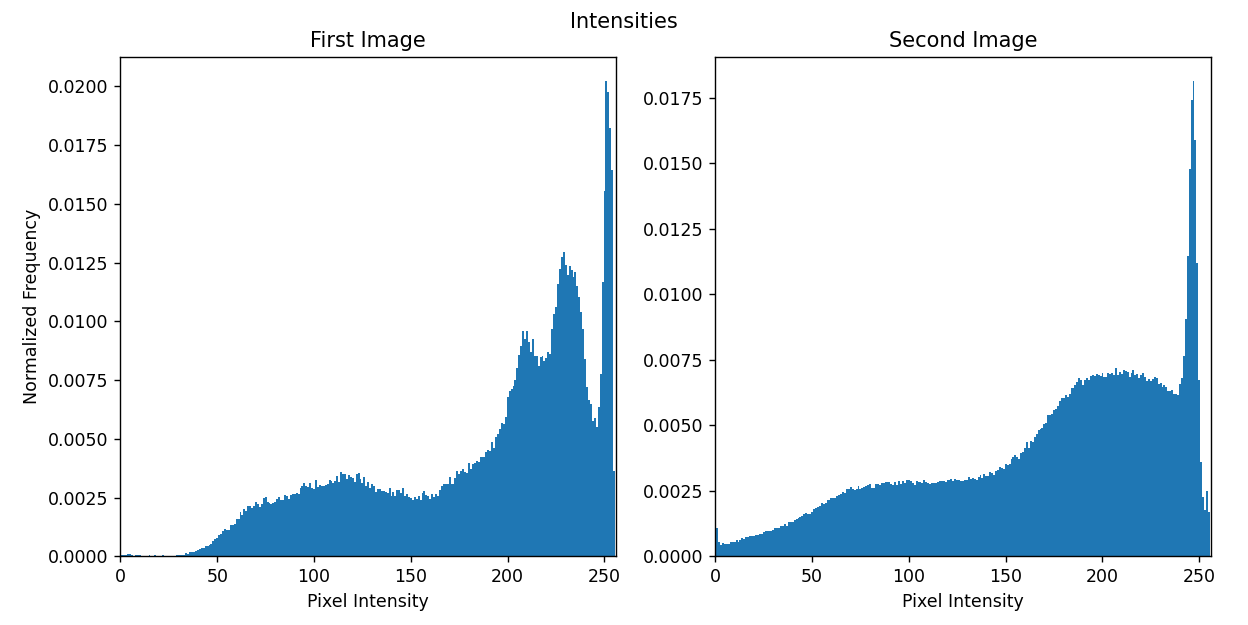 Intensities
First Image
0.0200
0.0175
0.0150
0.0125
0.0100
0.0075
0.0050
0.0025
0.0000
Normalized Frequency
0 50 100 150 200 250
Pixel Intensity
Second Image
0.0175
0.0150
0.0125
0.0100
0.0075
0.0050
0.0025
0.0000
0 50 100 150 200 250
Pixel Intensity